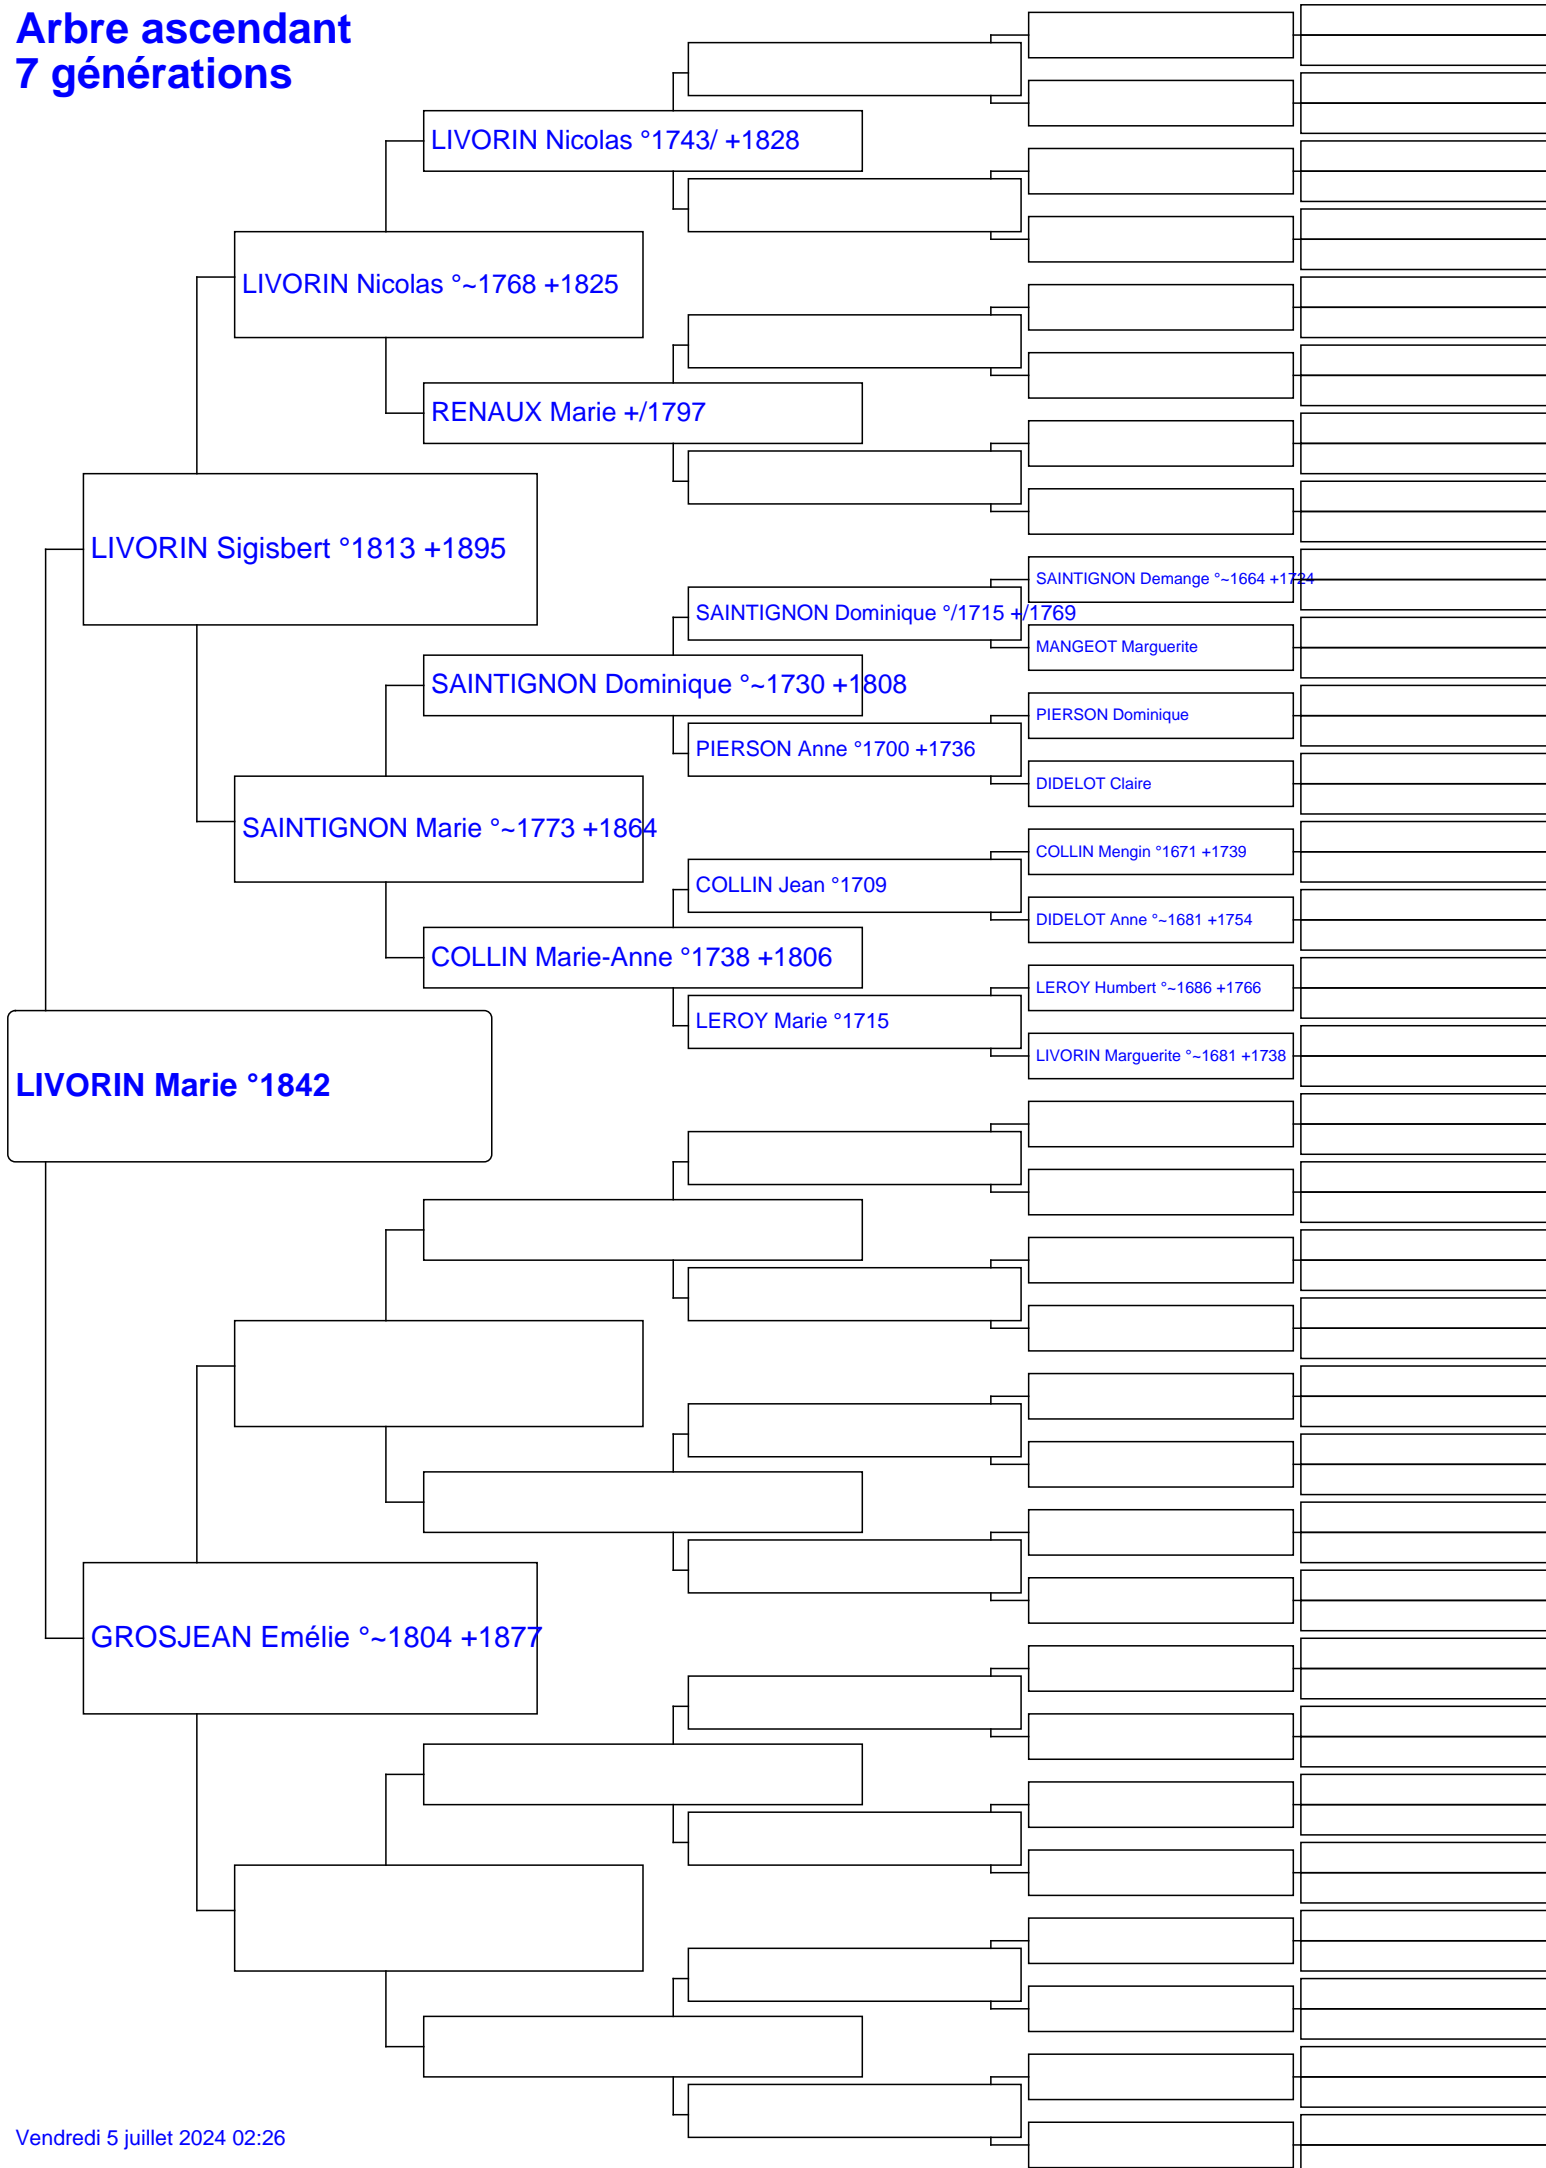 Arbre ascendant
7 générations
LIVORIN Nicolas °1743/ +1828
LIVORIN Nicolas °~1768 +1825
RENAUX Marie +/1797
LIVORIN Sigisbert °1813 +1895
SAINTIGNON Demange °~1664 +1724
SAINTIGNON Dominique °/1715 +/1769
MANGEOT Marguerite
SAINTIGNON Dominique °~1730 +1808
PIERSON Dominique
PIERSON Anne °1700 +1736
DIDELOT Claire
SAINTIGNON Marie °~1773 +1864
COLLIN Mengin °1671 +1739
COLLIN Jean °1709
DIDELOT Anne °~1681 +1754
COLLIN Marie-Anne °1738 +1806
LEROY Humbert °~1686 +1766
LEROY Marie °1715
LIVORIN Marguerite °~1681 +1738
LIVORIN Marie °1842
GROSJEAN Emélie °~1804 +1877
Vendredi 5 juillet 2024 02:26